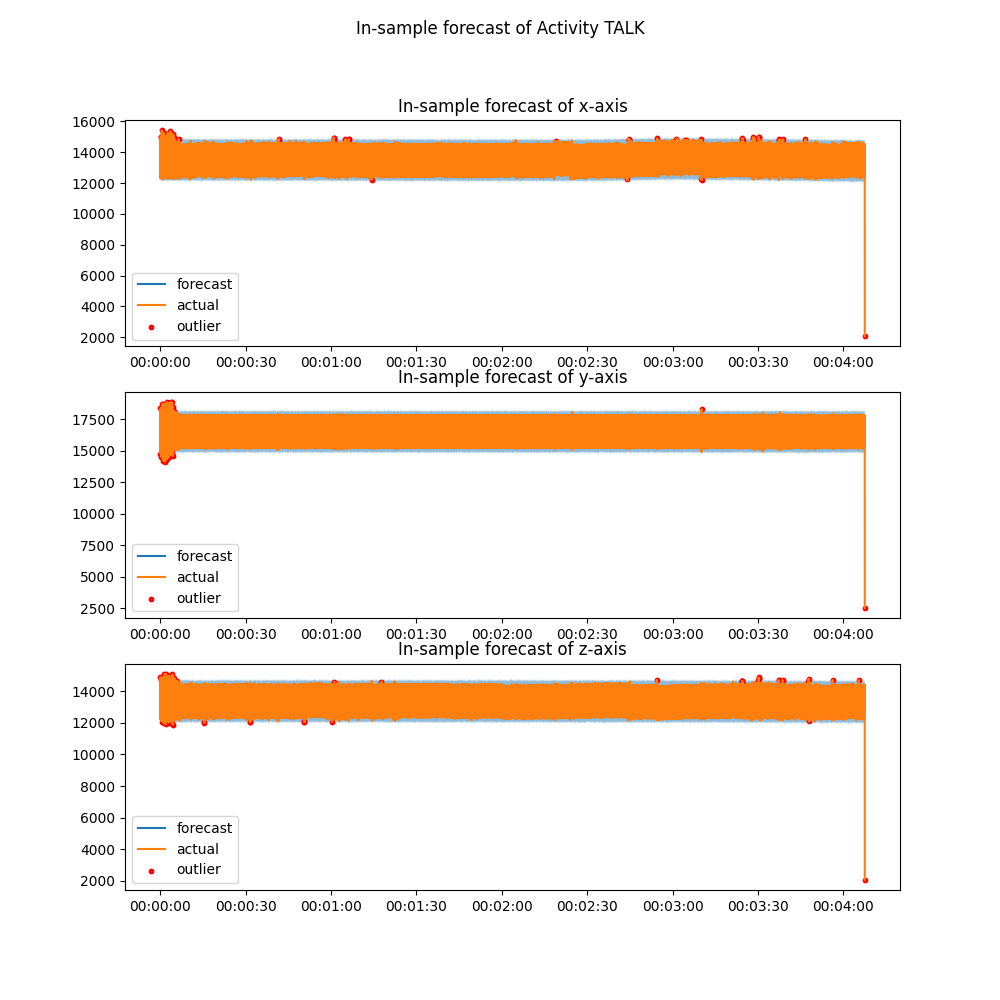 In-sample forecast of Activity TALK
In-sample forecast of x-axis
16000
14000
12000
10000
8000
6000
4000
2000
forecast
actual
outlier
00:00:00 00:00:30 00:01:00 00:01:30 00:02:00 00:02:30 00:03:00 00:03:30 00:04:00
In-sample forecast of y-axis
17500
15000
12500
10000
7500
5000
2500
forecast
actual
outlier
00:00:00 00:00:30 00:01:00 00:01:30 00:02:00 00:02:30 00:03:00 00:03:30 00:04:00
In-sample forecast of z-axis
14000
12000
10000
8000
6000
4000
2000
forecast
actual
outlier
00:00:00 00:00:30 00:01:00 00:01:30 00:02:00 00:02:30 00:03:00 00:03:30 00:04:00